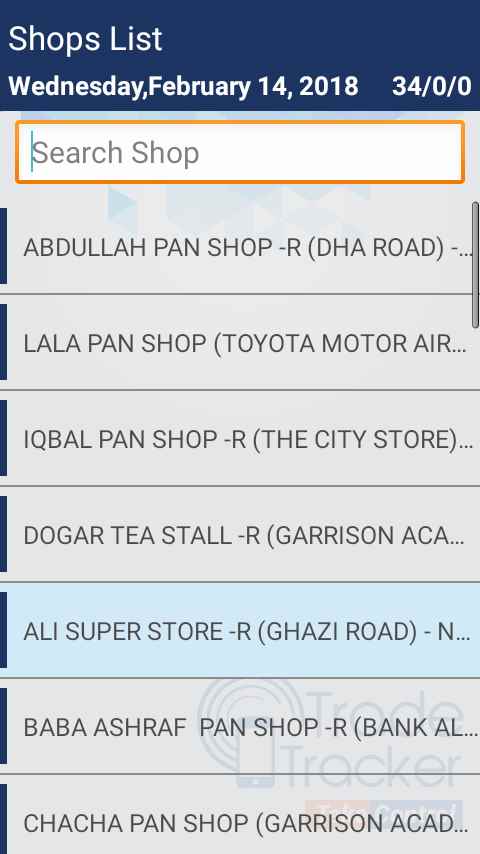 Shops List
Wednesday,February 14, 2018 34/0/0
Search Shop
ABDULLAH PAN SHOP -R (DHA ROAD) -...
LALA PAN SHOP (TOYOTA MOTOR AIR...
IQBAL PAN SHOP -R (THE CITY STORE)...
DOGAR TEA STALL -R (GARRISON ACA...
ALI SUPER STORE -R (GHAZI ROAD) - N...
BABA ASHRAF  PAN SHOP -R (BANK AL...
Trade
Tracker
Take Control
CHACHA PAN SHOP (GARRISON ACAD...